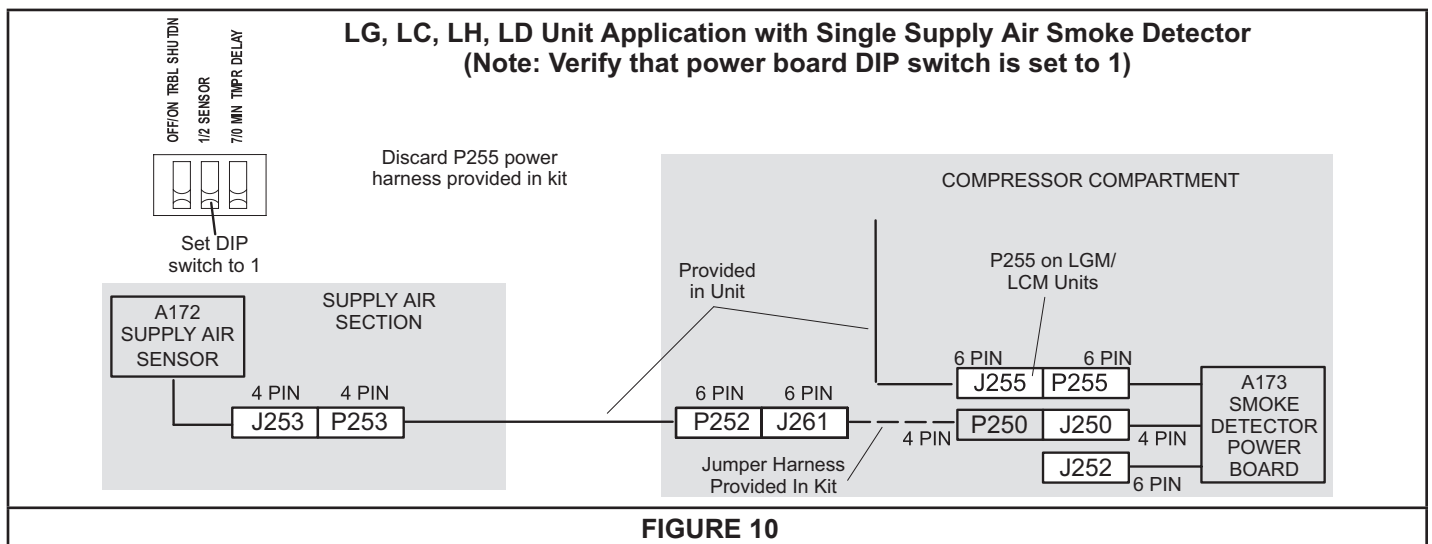 LG, LC, LH, LD Unit Application with Single Supply Air Smoke Detector
(Note: Verify that power board DIP switch is set to 1)
OFF/ON TRBL SHUTDN
1/2 SENSOR
7/0 MIN TMPR DELAY
Set DIP
switch to 1
Discard P255 power
harness provided in kit
COMPRESSOR COMPARTMENT
Provided
in Unit
P255 on LGM/
LCM Units
SUPPLY AIR
SECTION
A172
SUPPLY AIR
SENSOR
4 PIN 4 PIN
J253 P253
6 PIN 6 PIN
P252 J261
Jumper Harness
Provided In Kit
6 PIN 6 PIN
J255 P255
4 PIN P250 J250 4 PIN
J252 6 PIN
A173
SMOKE
DETECTOR
POWER
BOARD
FIGURE 10